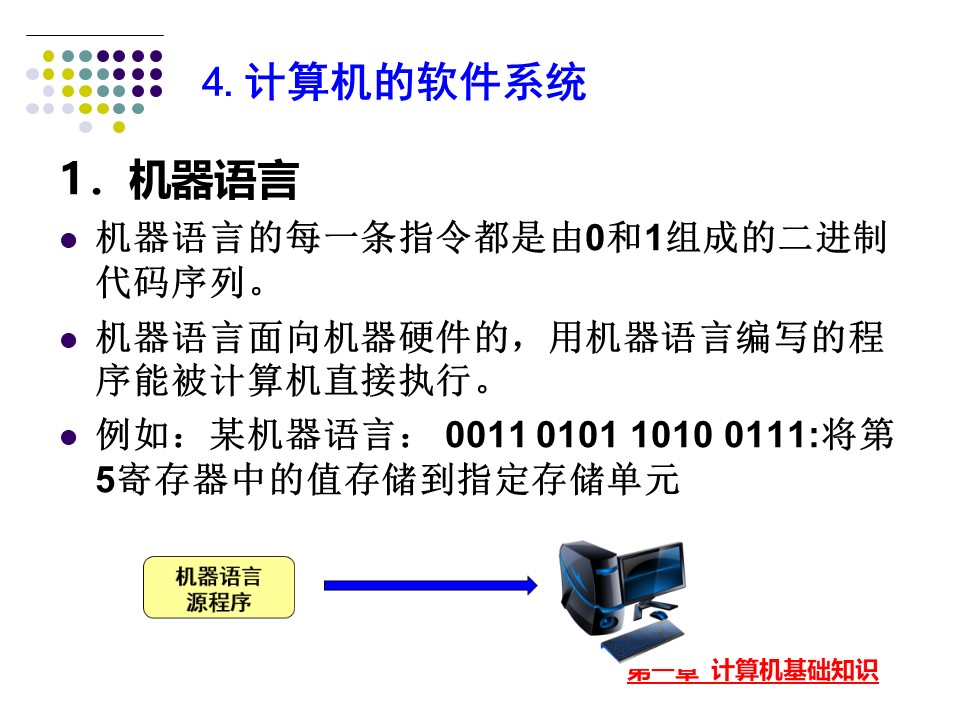 4.计算机的软件系统
1．机器语言
机器语言的每一条指令都是由0和1组成的二进制
代码序列。
机器语言面向机器硬件的，用机器语言编写的程
序能被计算机直接执行。
例如：某机器语言： 0011 0101 1010 0111:将第
5寄存器中的值存储到指定存储单元
机器语言
源程序
第一章 计算机基础知识